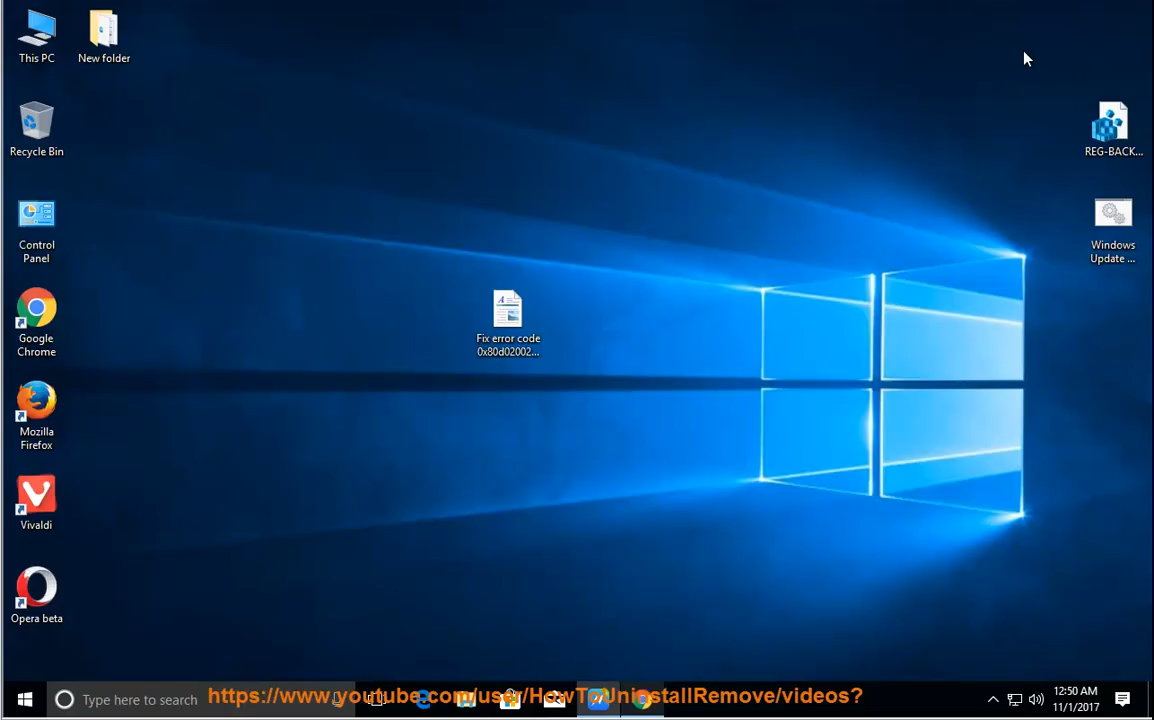 This PC
New folder
Recycle Bin
Control
Panel
Google
Chrome
Mozilla
Firefox
Vivaldi
Opera beta
Fix error code
0x80d02002...
REG-BACK...
Windows
Update ...
Type here to search
https://www.youtube.com/user/HowToUninstallRemove/videos?
12:50 AM
11/1/2017